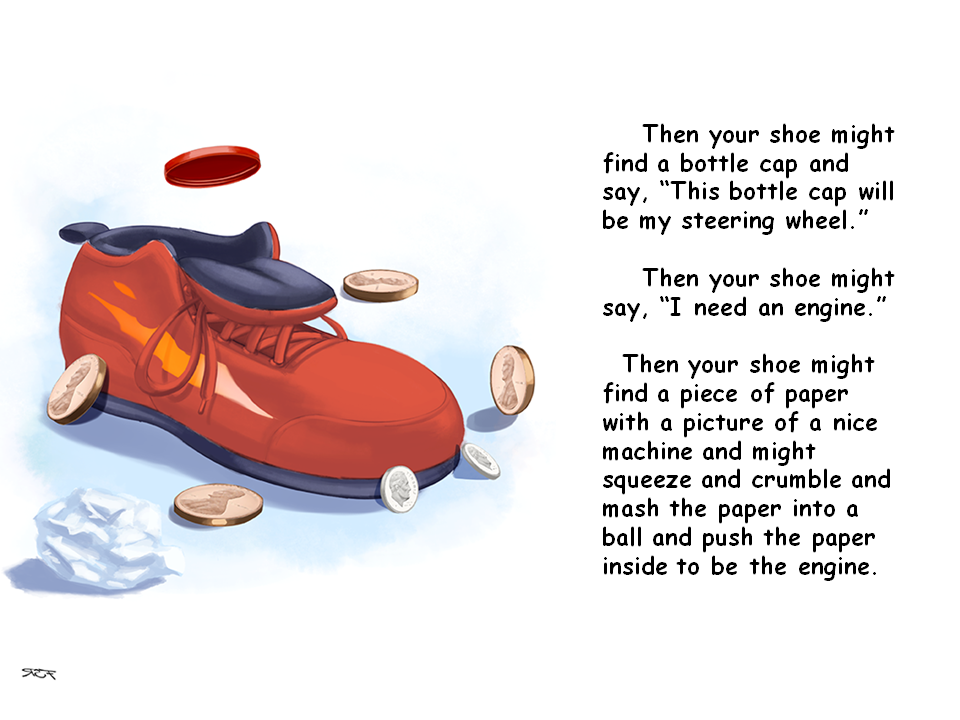 Then your shoe might
find a bottle cap and
say, “This bottle cap will
be my steering wheel.”
Then your shoe might
say, “I need an engine.”
Then your shoe might
find a piece of paper
with a picture of a nice
machine and might
squeeze and crumble and
mash the paper into a
ball and push the paper
inside to be the engine.